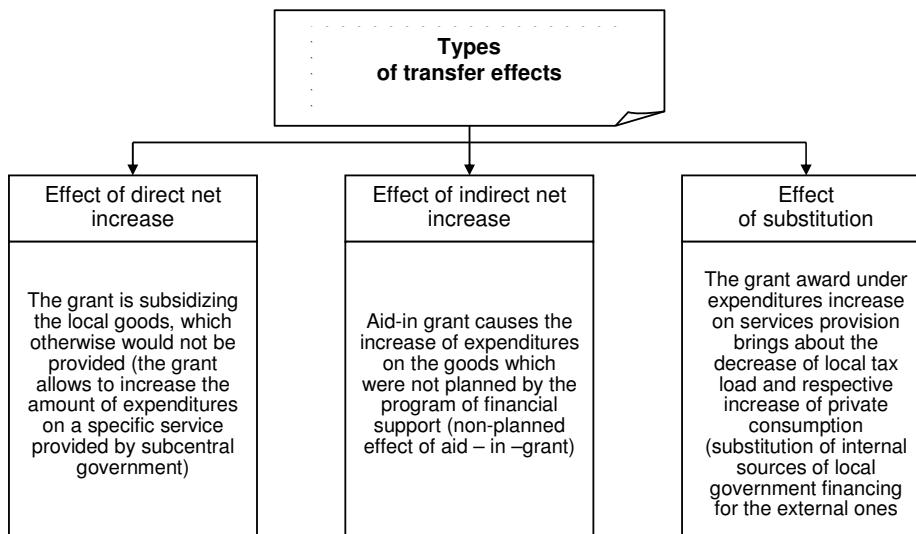 Types
of transfer effects
Effect of direct net
increase
The grant is subsidizing
the local goods, which
otherwise would not be
provided (the grant
allows to increase the
amount of expenditures
on a specific service
provided by subcentral
government)
Effect of indirect net
increase
Aid-in grant causes the
increase of expenditures
on the goods which
were not planned by the
program of financial
support (non-planned
effect of aid – in –grant)
Effect
of substitution
The grant award under
expenditures increase
on services provision
brings about the
decrease of local tax
load and respective
increase of private
consumption
(substitution of internal
sources of local
government financing
for the external ones